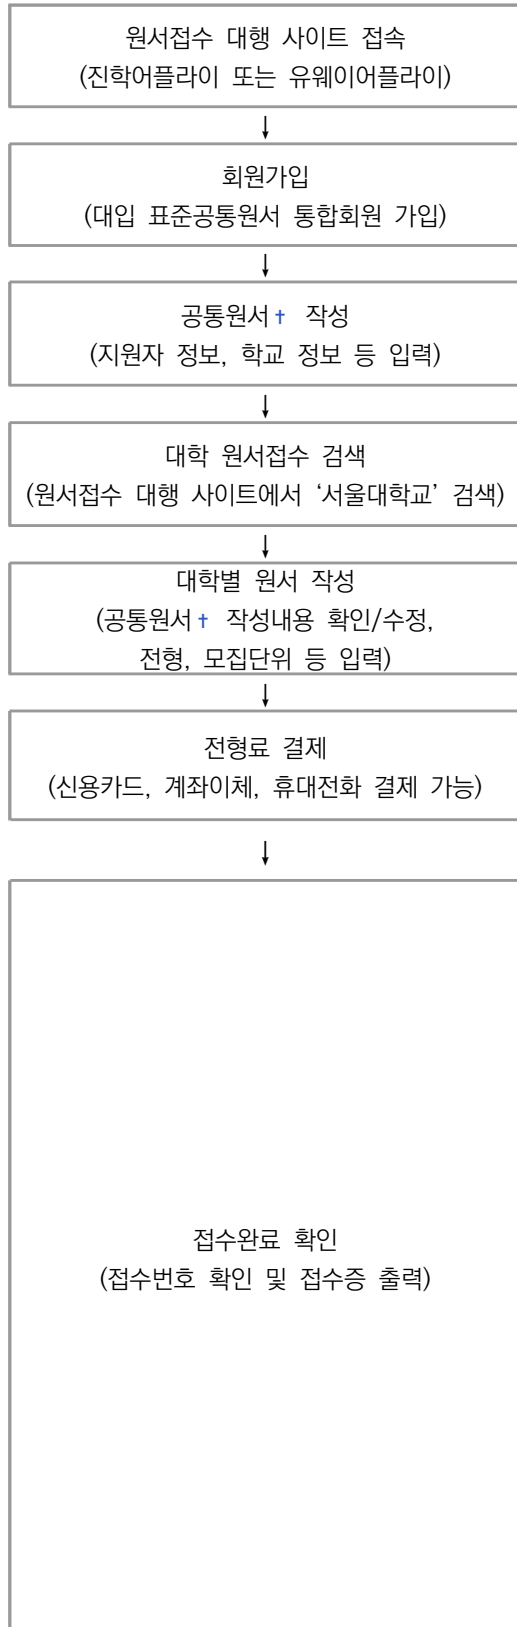 원서접수 대행 사이트 접속
(진학어플라이 또는 유웨이어플라이)
↓
회원가입
(대입 표준공통원서 통합회원 가입)
↓
공통원서† 작성
(지원자 정보, 학교 정보 등 입력)
↓
대학 원서접수 검색
(원서접수 대행 사이트에서 ‘서울대학교’ 검색)
↓
대학별 원서 작성
(공통원서† 작성내용 확인/수정,
전형, 모집단위 등 입력)
↓
전형료 결제
(신용카드, 계좌이체, 휴대전화 결제 가능)
↓
접수완료 확인
(접수번호 확인 및 접수증 출력)